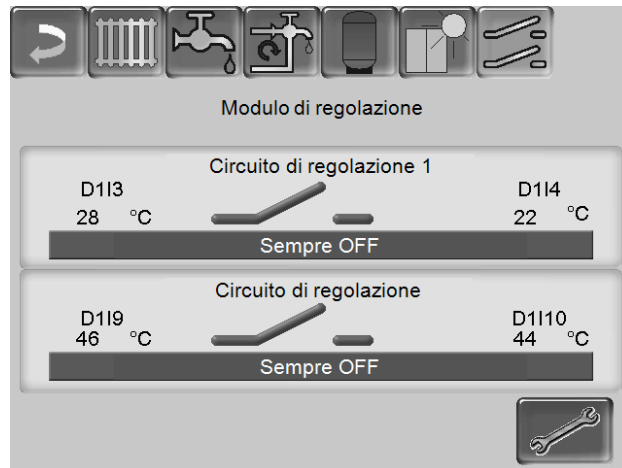 Modulo di regolazione
Circuito di regolazione 1
D1I3 D1I4
28 °C 22 °C
Sempre OFF
Circuito di regolazione
D1I9 D1I10
46 °C 44 °C
Sempre OFF